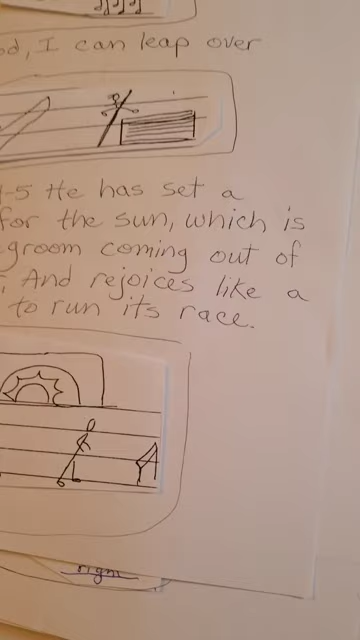 od, I can leap over
-5 He has set a
for the sun, which is
groom coming out of
. And rejoices like a
to run its race.
right